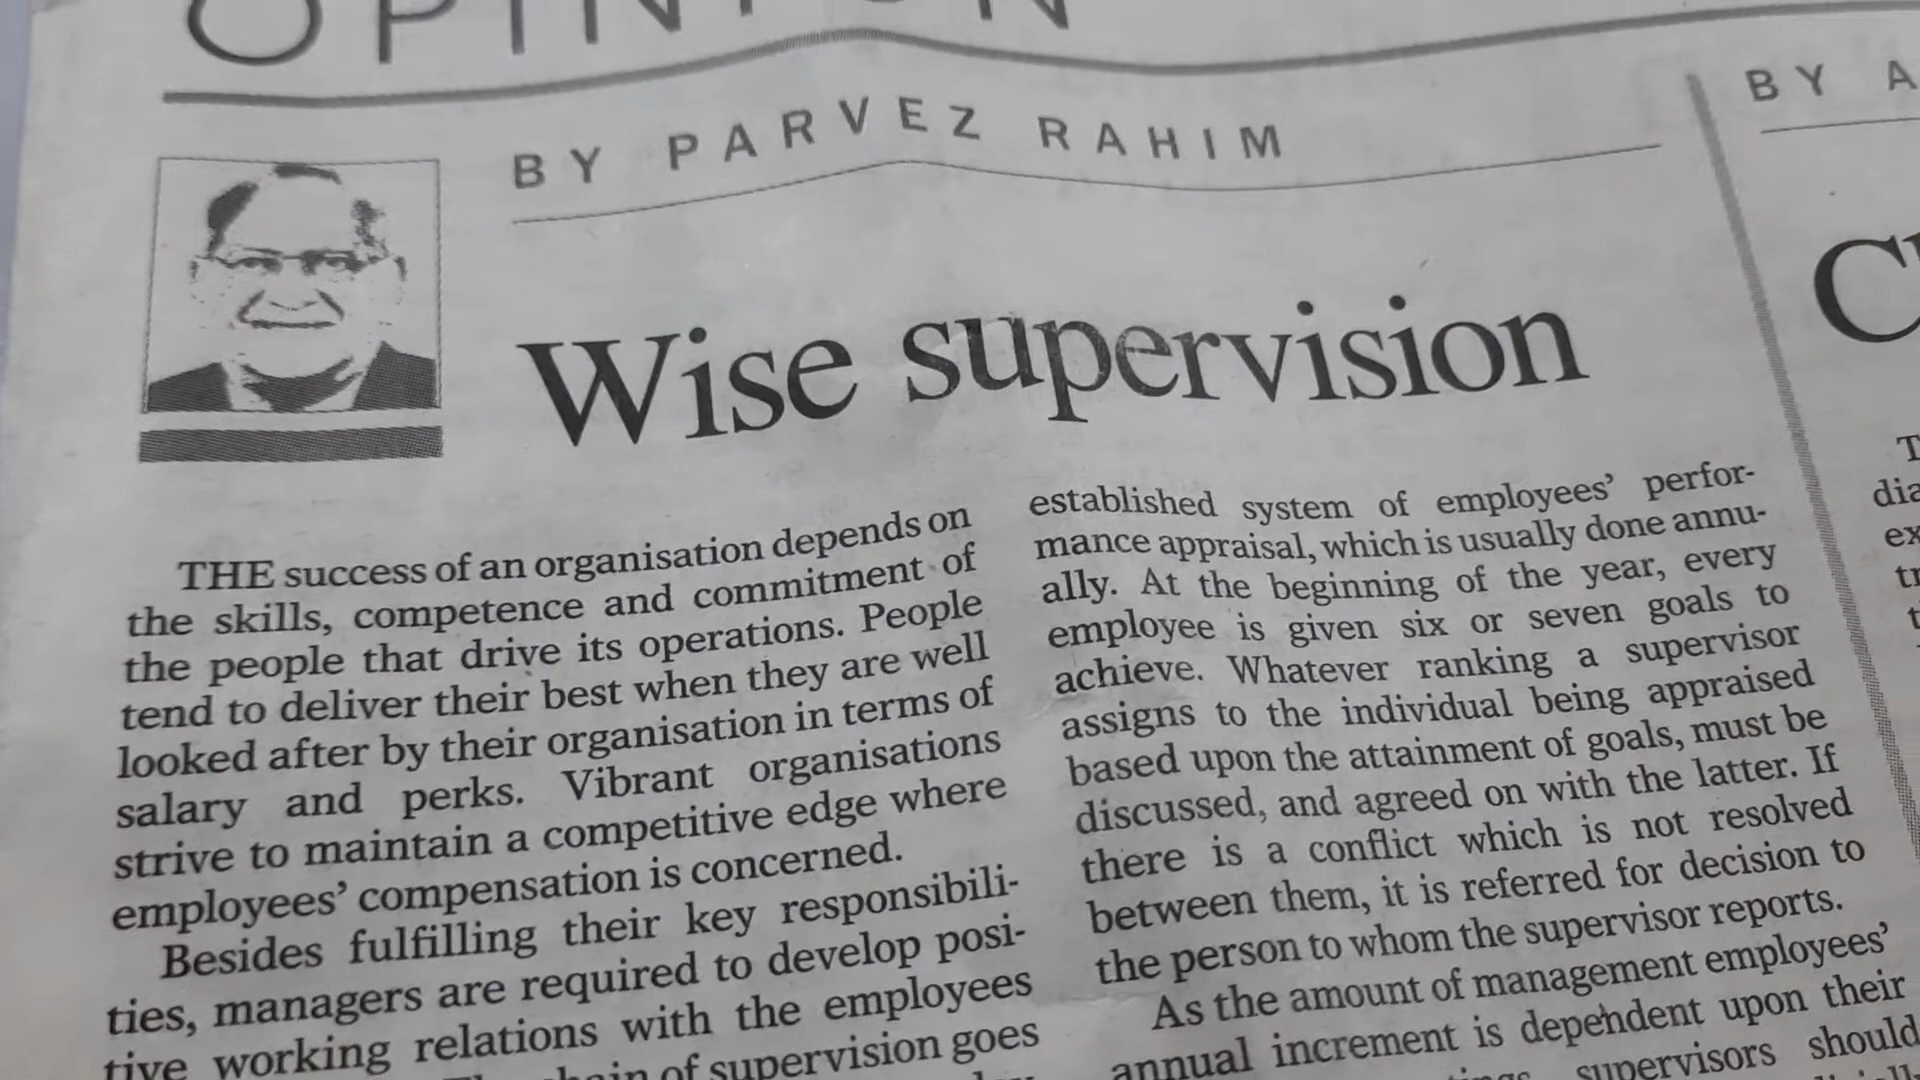 OPINION
BY PARVEZ RAHIM
Wise supervision
THE success of an organisation depends on
the skills, competence and commitment of
the people that drive its operations. People
tend to deliver their best when they are well
looked after by their organisation in terms of
salary and perks. Vibrant organisations
strive to maintain a competitive edge where
employees' compensation is concerned.
Besides fulfilling their key responsibili-
ties, managers are required to develop posi-
tive working relations with the employees
of supervision goes
established system of employees' perfor-
mance appraisal, which is usually done annu-
ally. At the beginning of the year, every
employee is given six or seven goals to
achieve. Whatever ranking a supervisor
assigns to the individual being appraised
based upon the attainment of goals, must be
discussed, and agreed on with the latter. If
there is a conflict which is not resolved
between them, it is referred for decision to
the person to whom the supervisor reports.
As the amount of management employees'
annual increment is dependent upon their
supervisors should
BY A